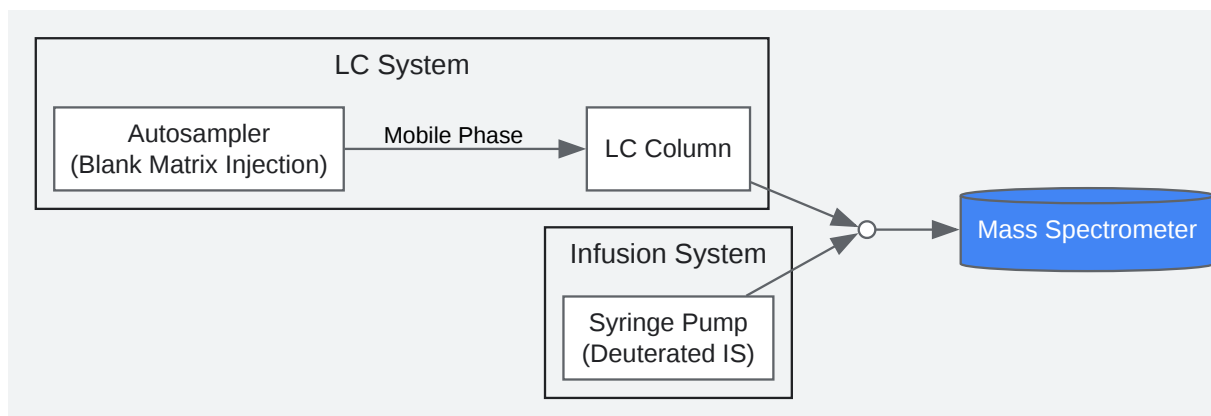 LC System
Autosampler
(Blank Matrix Injection)
Mobile Phase
LC Column
Mass Spectrometer
Infusion System
Syringe Pump
(Deuterated IS)